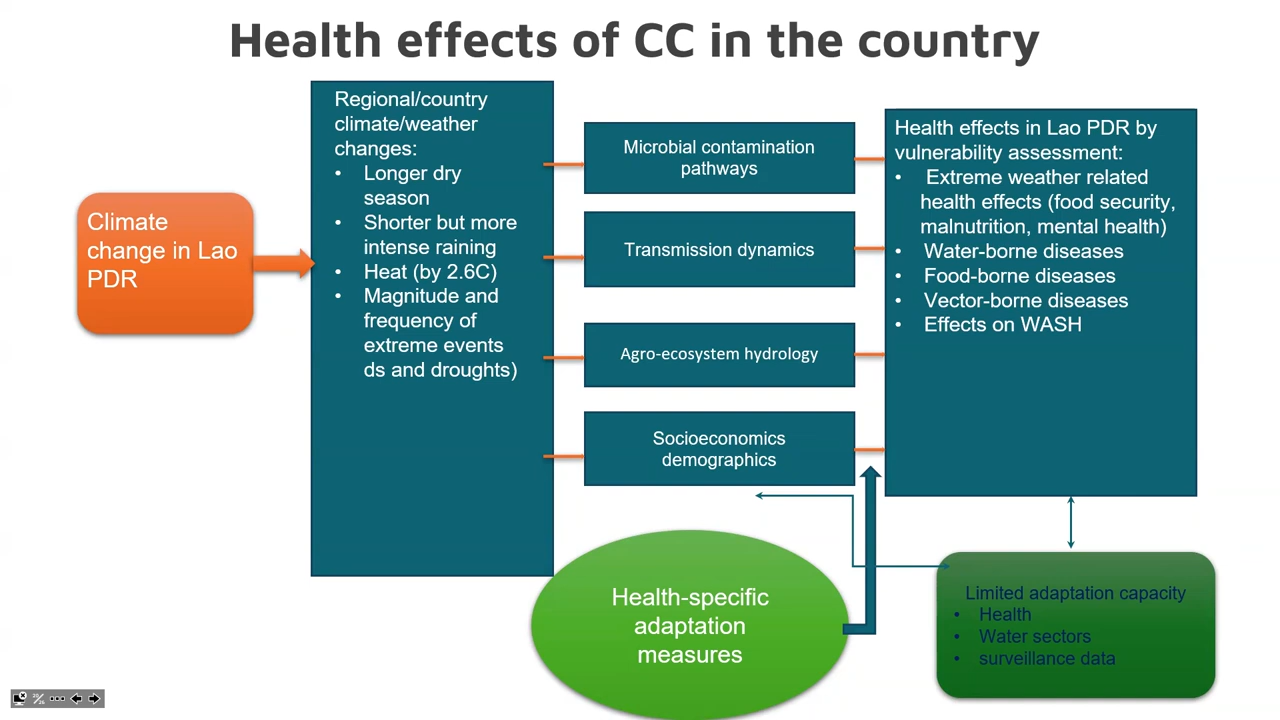 Health effects of CC in the country
Climate
change in Lao
PDR
Regional/country
climate/weather
changes:
• Longer dry
season
• Shorter but more
intense raining
• Heat (by 2.6C)
• Magnitude and
frequency of
extreme events
ds and droughts)
Microbial contamination
pathways
Transmission dynamics
Agro-ecosystem hydrology
Socioeconomics
demographics
Health effects in Lao PDR by
vulnerability assessment:
• Extreme weather related
health effects (food security,
malnutrition, mental health)
• Water-borne diseases
• Food-borne diseases
• Vector-borne diseases
• Effects on WASH
Health-specific
adaptation
measures
Limited adaptation capacity
• Health
• Water sectors
• surveillance data